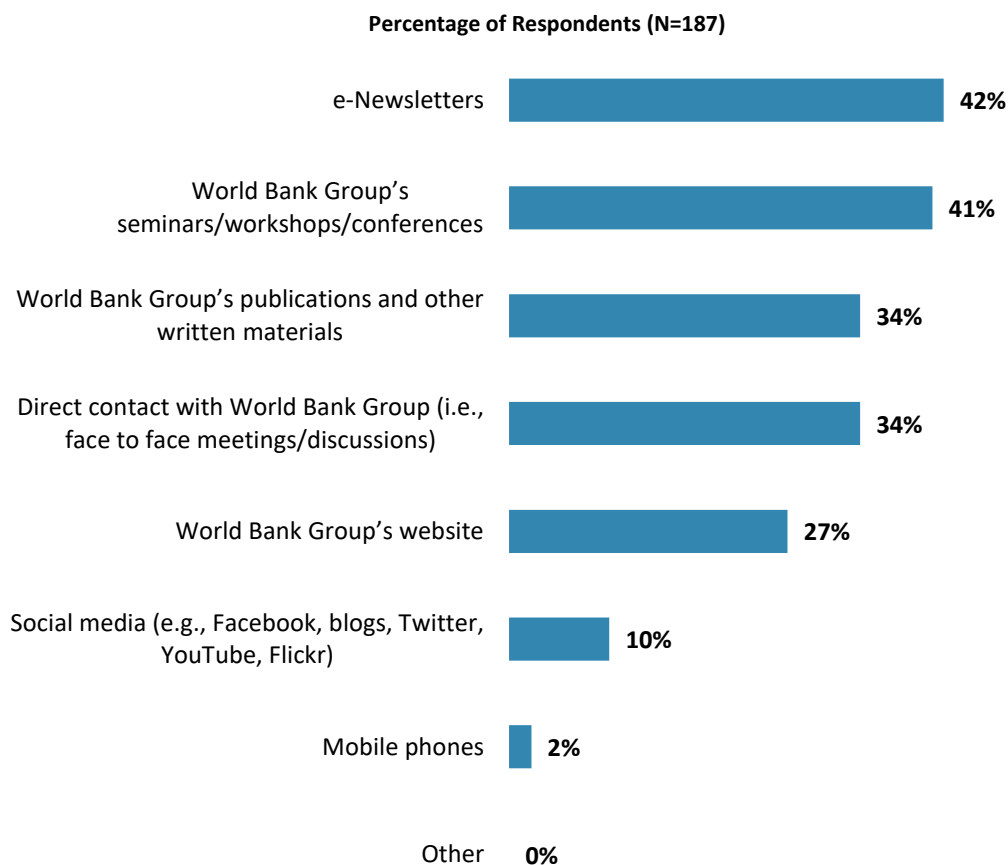 Percentage of Respondents (N=187)
e-Newsletters
42%
World Bank Group’s
seminars/workshops/conferences
41%
World Bank Group’s publications and other
written materials
34%
Direct contact with World Bank Group (i.e.,
face to face meetings/discussions)
34%
World Bank Group’s website
27%
Social media (e.g., Facebook, blogs, Twitter,
YouTube, Flickr)
10%
Mobile phones
2%
Other
0%